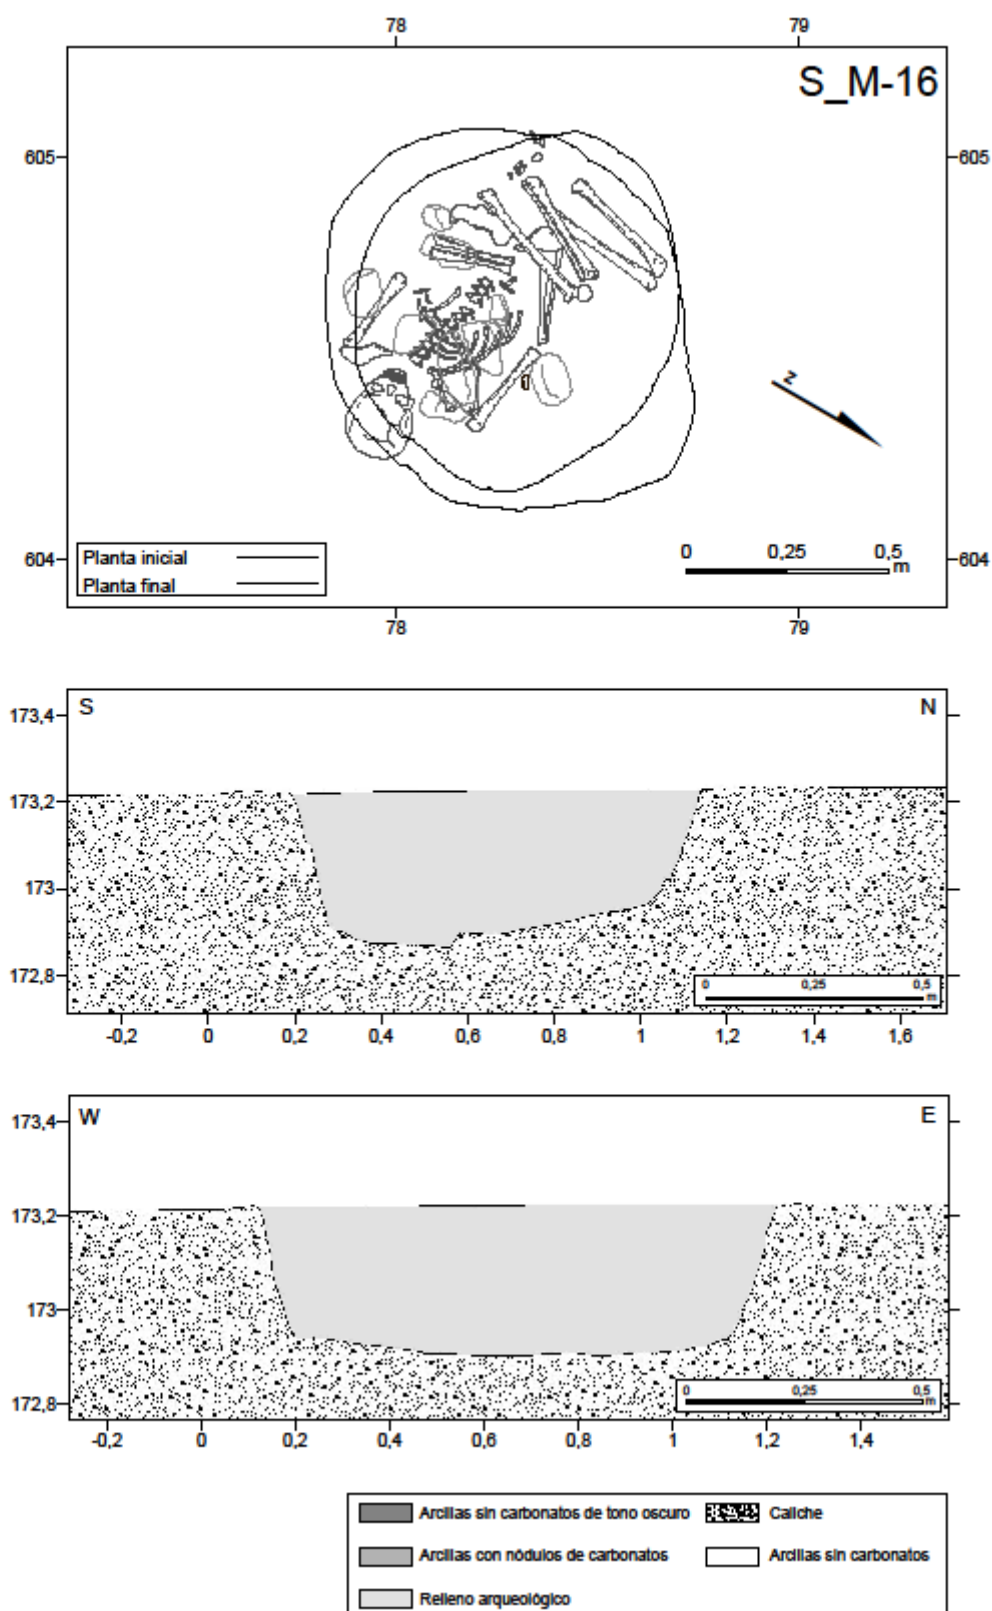 78 79
S_M-16
605 605
N
Planta inicial
Planta final
0 0,25 0,5
m
604 604
78 79
S N
173,4
173,2
173
172,8
0 0,25 0,5
m
-0,2 0 0,2 0,4 0,6 0,8 1 1,2 1,4 1,6
W E
173,4
173,2
173
172,8
0 0,25 0,5
m
-0,2 0 0,2 0,4 0,6 0,8 1 1,2 1,4
Arcillas sin carbonatos de tono oscuro Caliche
Arcillas con nódulos de carbonatos Arcillas sin carbonatos
Relleno arqueológico